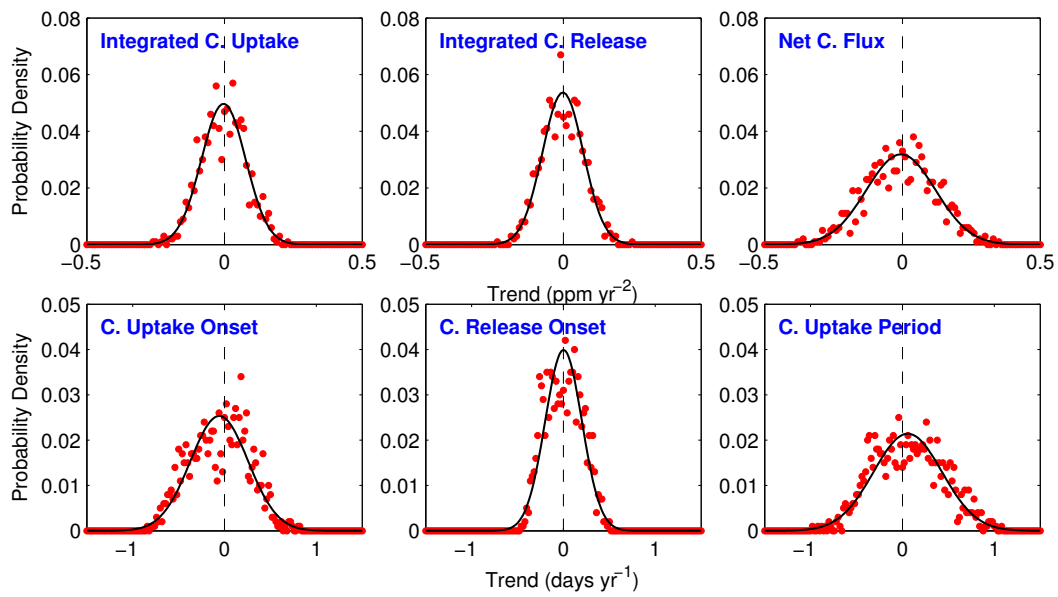 0.08
0.06
0.04
0.02
0
Probability Density
Integrated C. Uptake
−0.5 0 0.5
0.08
0.06
0.04
0.02
0
Integrated C. Release
−0.5 0 0.5
Trend (ppm yr−2)
0.08
0.06
0.04
0.02
0
Net C. Flux
−0.5 0 0.5
0.05
0.04
0.03
0.02
0.01
0
Probability Density
C. Uptake Onset
−1 0 1
0.05
0.04
0.03
0.02
0.01
0
C. Release Onset
−1 0 1
Trend (days yr−1)
0.05
0.04
0.03
0.02
0.01
0
C. Uptake Period
−1 0 1